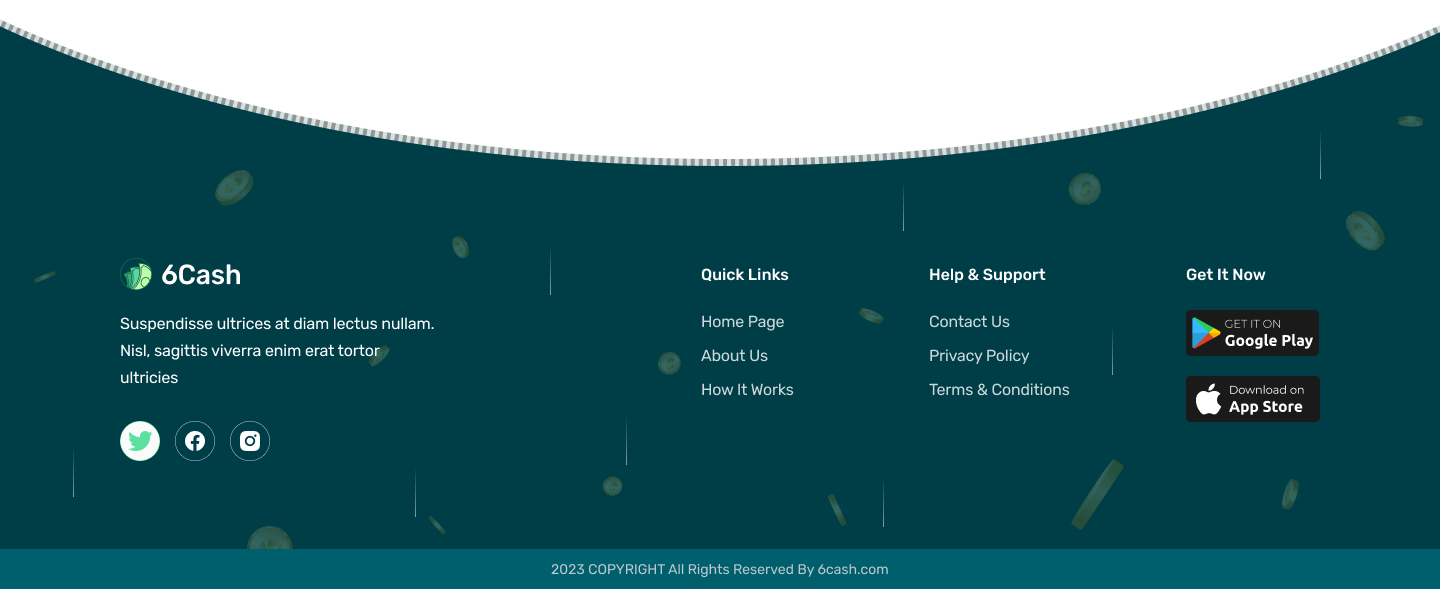 6Cash
Suspendisse ultrices at diam lectus nullam.
Nisl, sagittis viverra enim erat tortor
ultricies
Quick Links
Home Page
About Us
How It Works
Help & Support
Contact Us
Privacy Policy
Terms & Conditions
Get It Now
GET IT ON
Google Play
Download on
App Store
2023 COPYRIGHT All Rights Reserved By 6cash.com